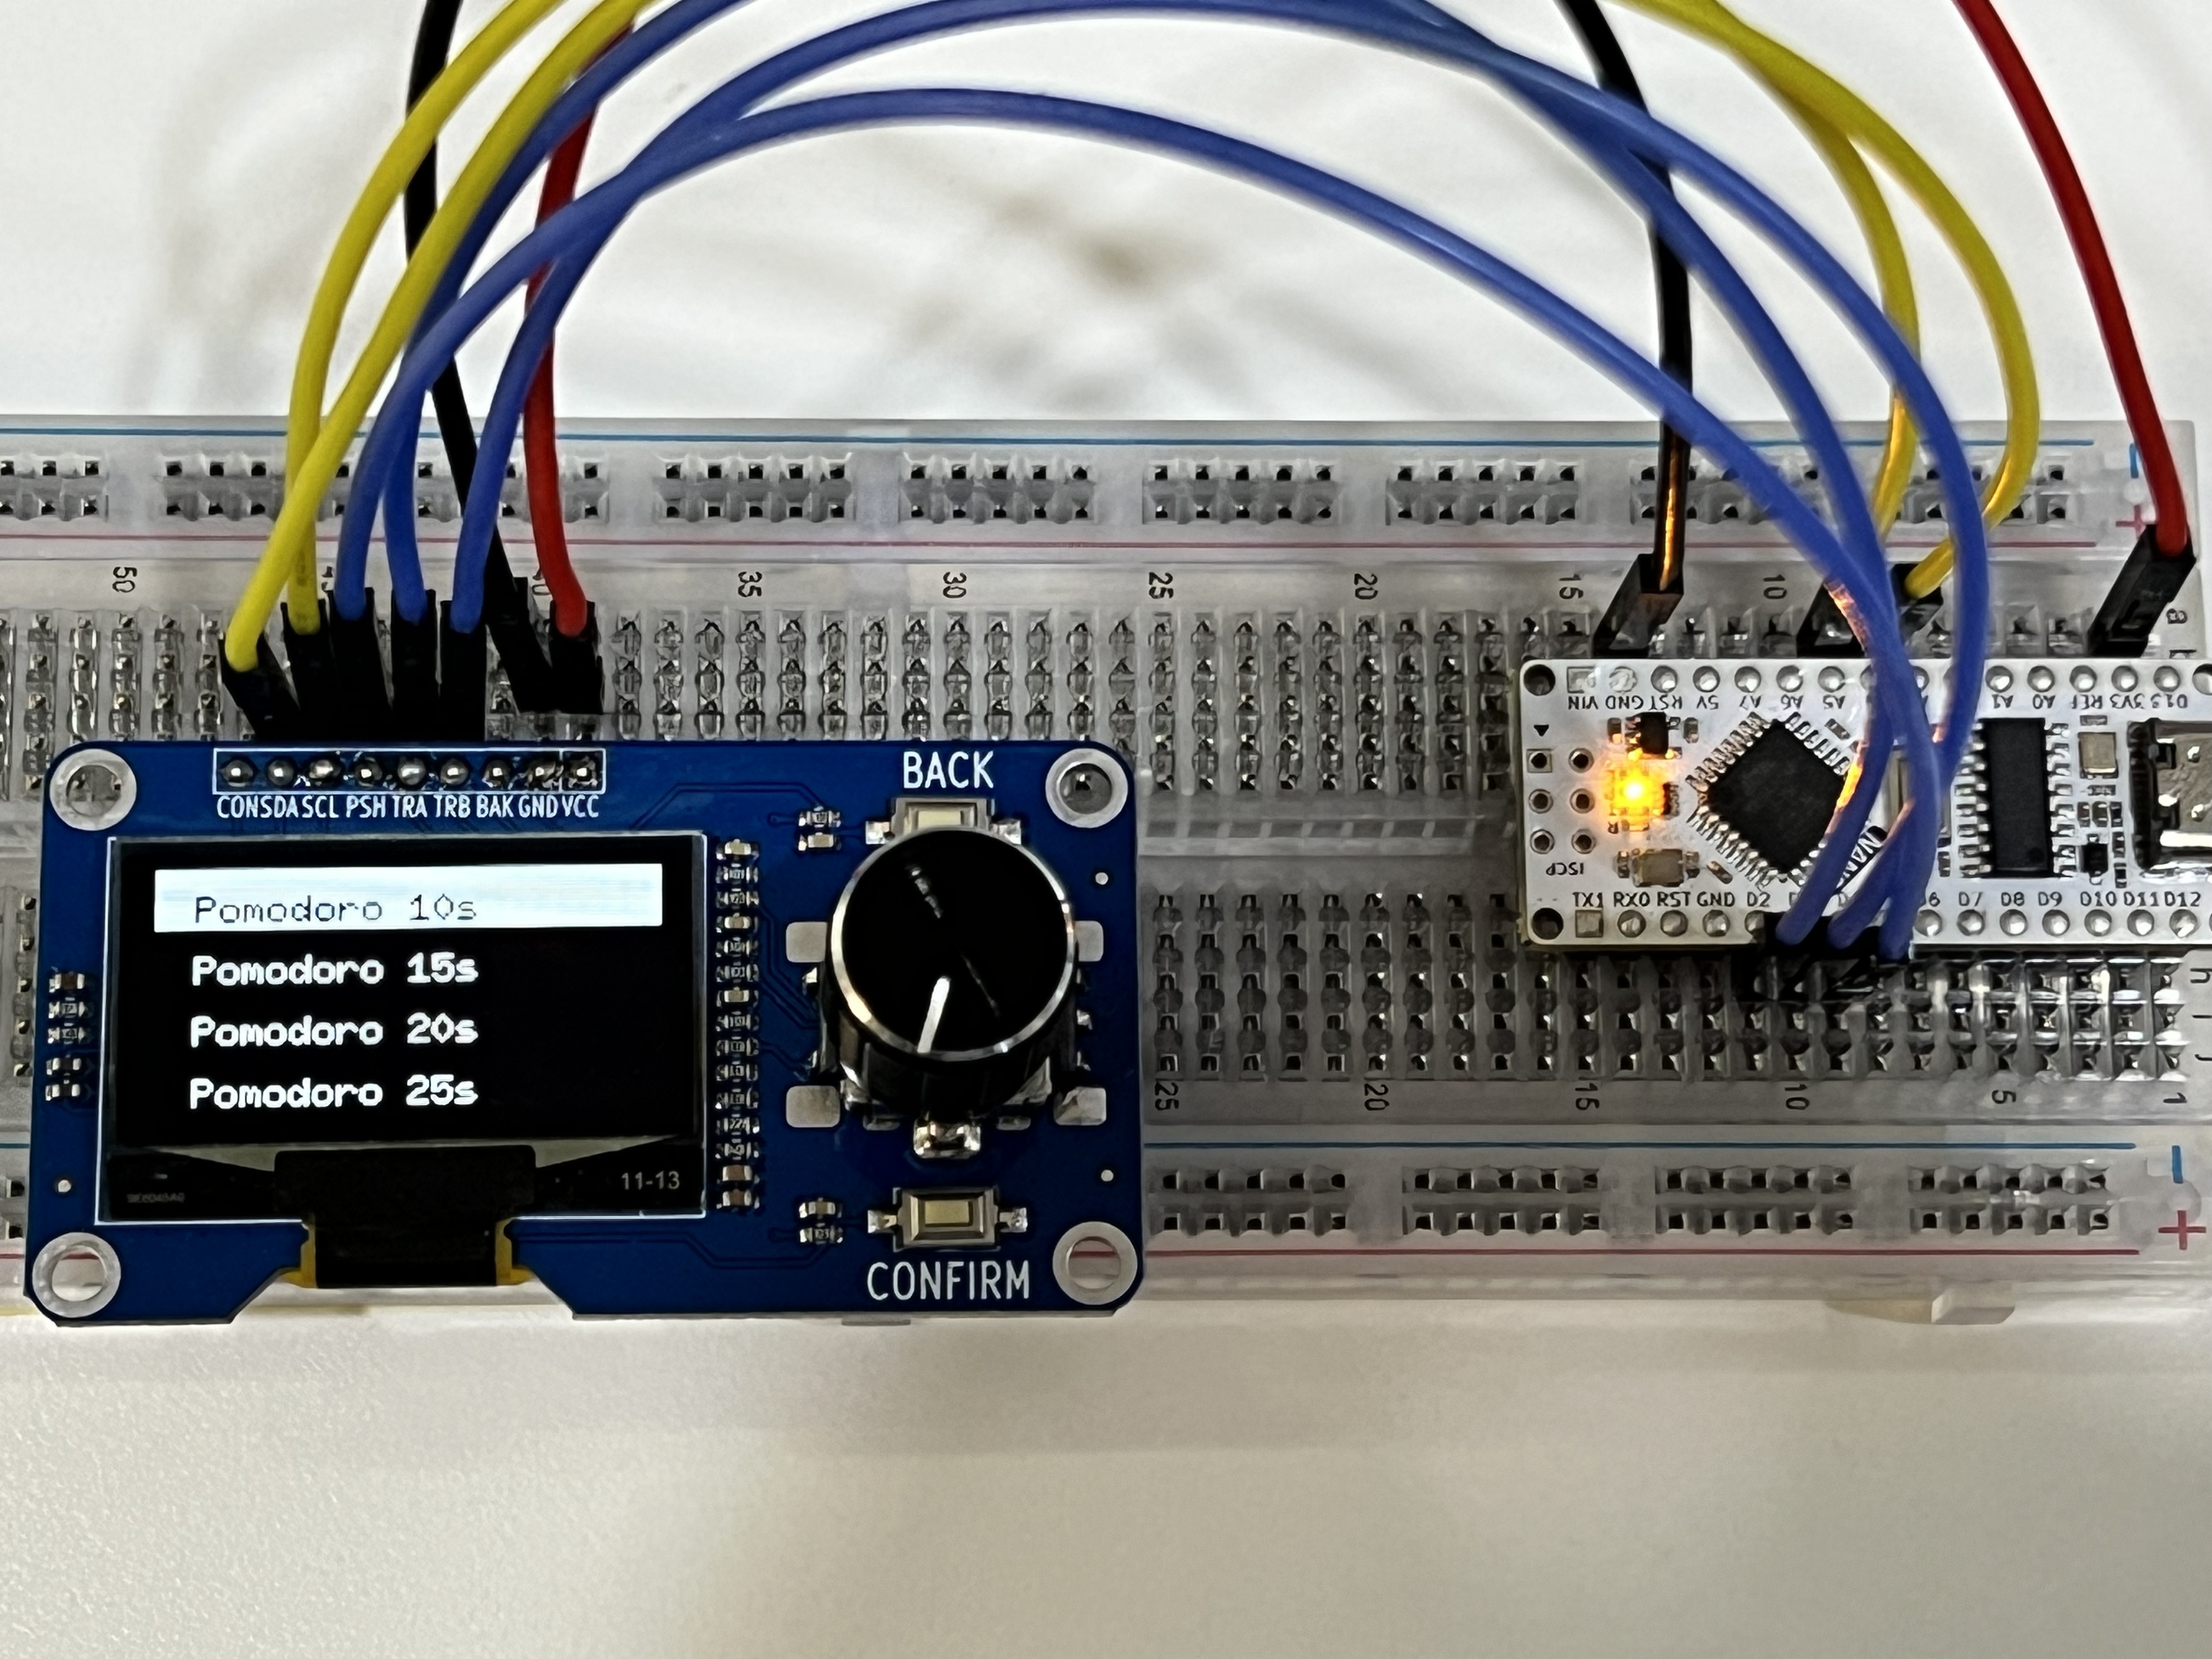 50
35
30
25
20
15
10
a
VIN GND RST 5V A7 A6 A5 A1 A0 REF 3V3 D13
BACK
CON SDA SCL PSH TRA TRB BAK GND VCC
Pomodoro 10s
Pomodoro 15s
Pomodoro 20s
Pomodoro 25s
11-13
CONFIRM
ISCP
NANO
TX1 RX0 RST GND D2 D7 D8 D9 D10 D11 D12
h
i
j
25
20
15
10
5
1
+